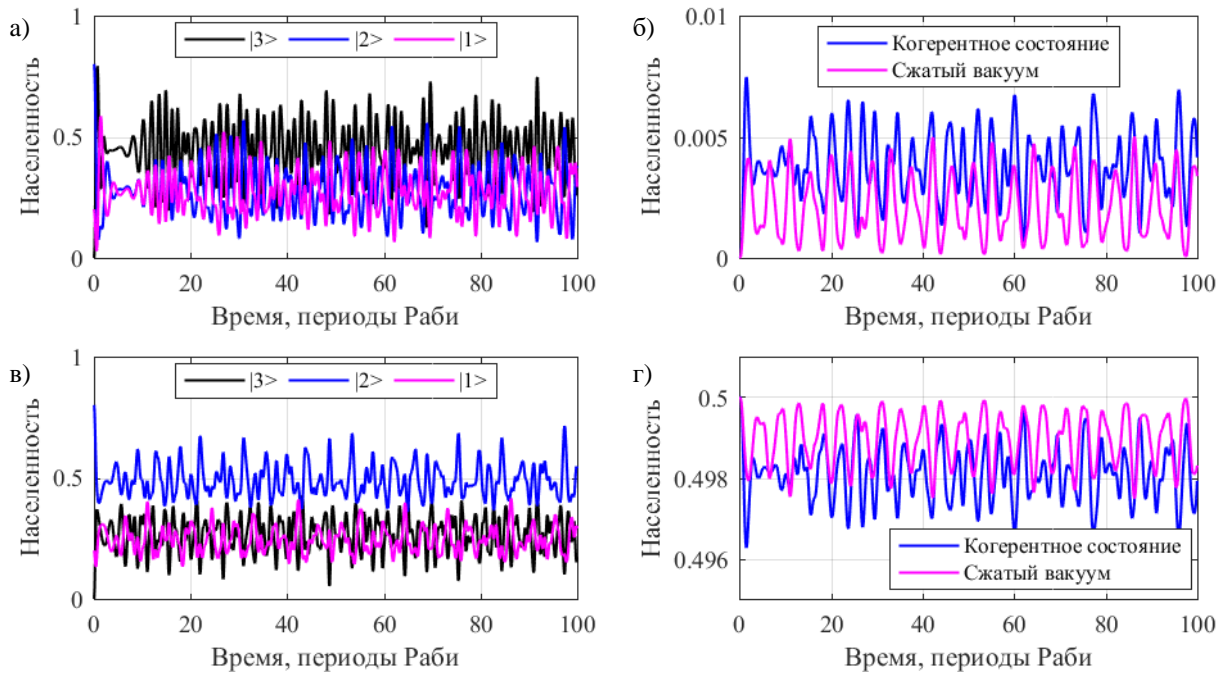 а)
1
|3> |2> |1>
0.5
0
Населенность
0 20 40 60 80 100
Время, периоды Раби
б)
0.01
Когерентное состояние
Сжатый вакуум
0.005
0
Населенность
0 20 40 60 80 100
Время, периоды Раби
в)
1
|3> |2> |1>
0.5
0
Населенность
0 20 40 60 80 100
Время, периоды Раби
г)
0.5
0.498
0.496
Населенность
Когерентное состояние
Сжатый вакуум
0 20 40 60 80 100
Время, периоды Раби